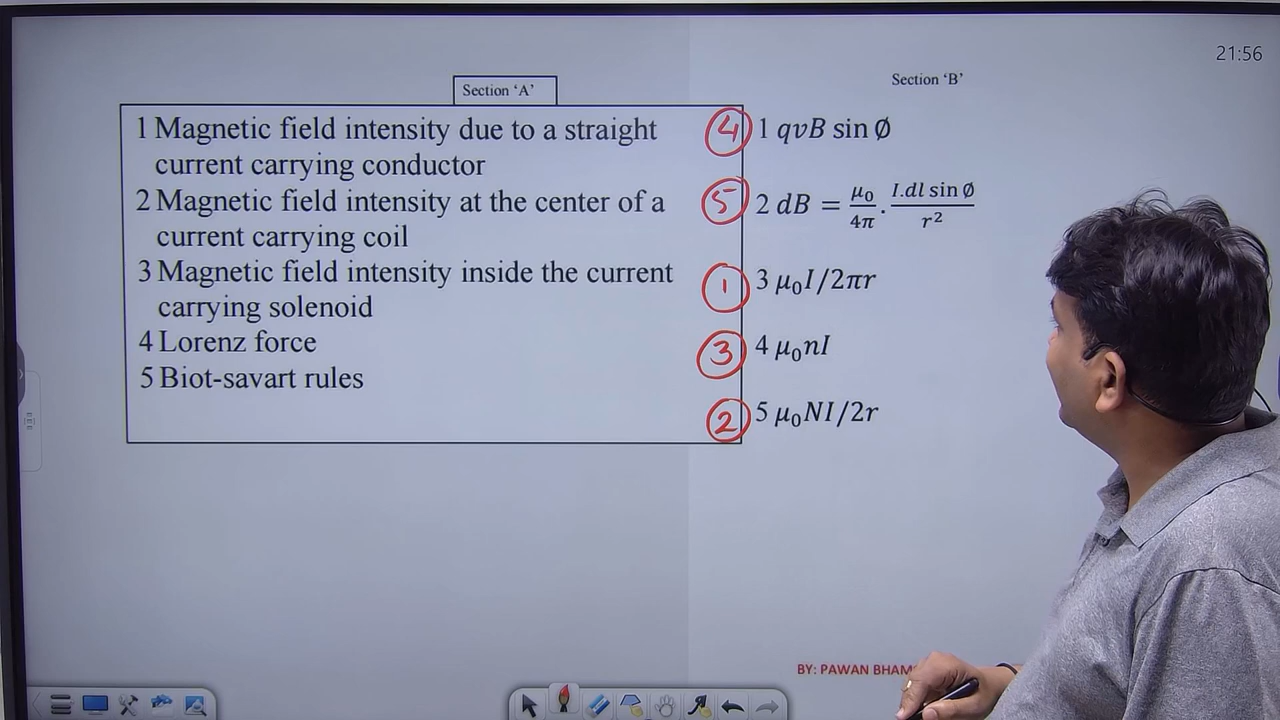 21:56
Section ‘A’
Section ‘B’
1 Magnetic field intensity due to a straight
current carrying conductor
2 Magnetic field intensity at the center of a
current carrying coil
3 Magnetic field intensity inside the current
carrying solenoid
4 Lorenz force
5 Biot-savart rules
④ 1 qvB sin Ø
⑤ 2 dB = μ₀/4π . I.dl sin Ø/r²
① 3 μ₀I/2πr
③ 4 μ₀nI
② 5 μ₀NI/2r
BY: PAWAN